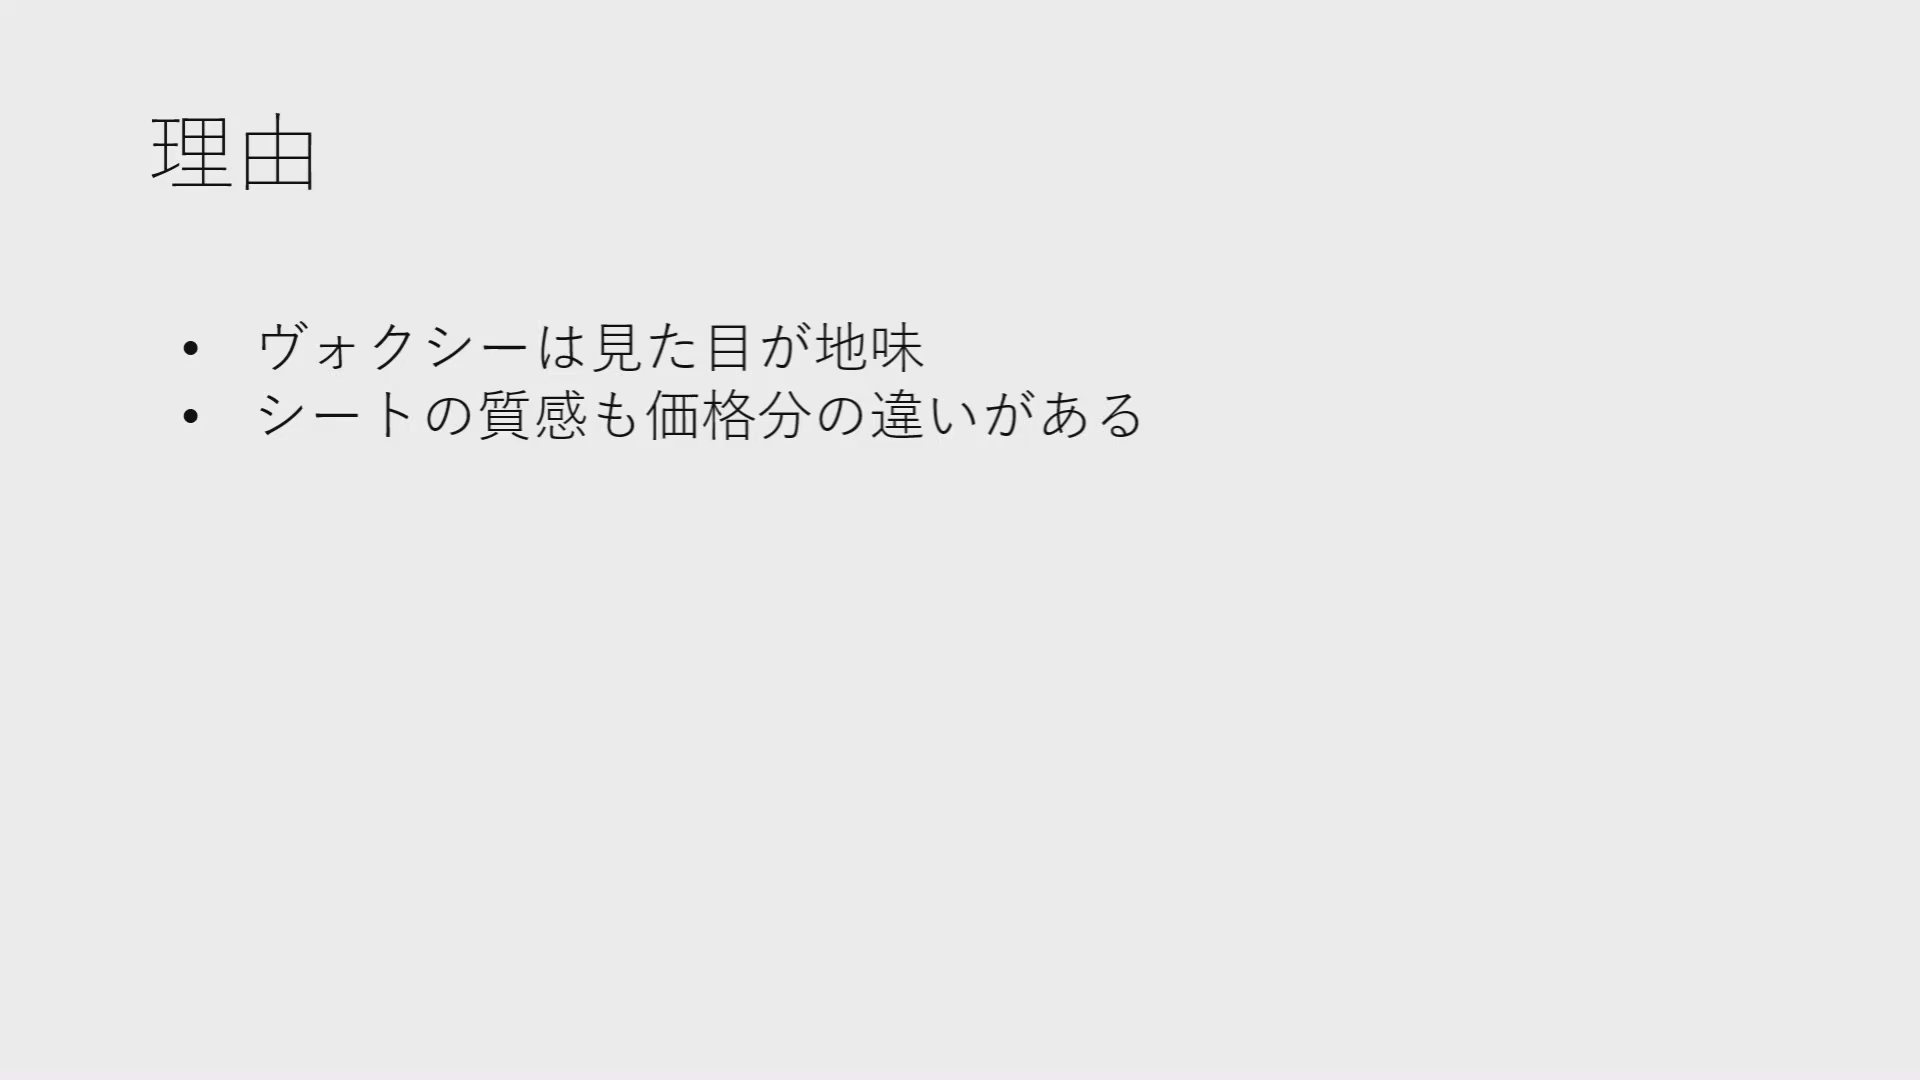 理由
• ヴォクシーは見た目が地味
• シートの質感も価格分の違いがある